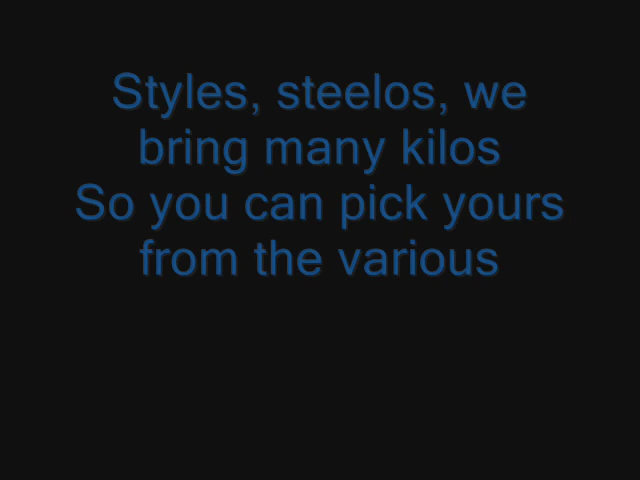 Styles, steelos, we
bring many kilos
So you can pick yours
from the various